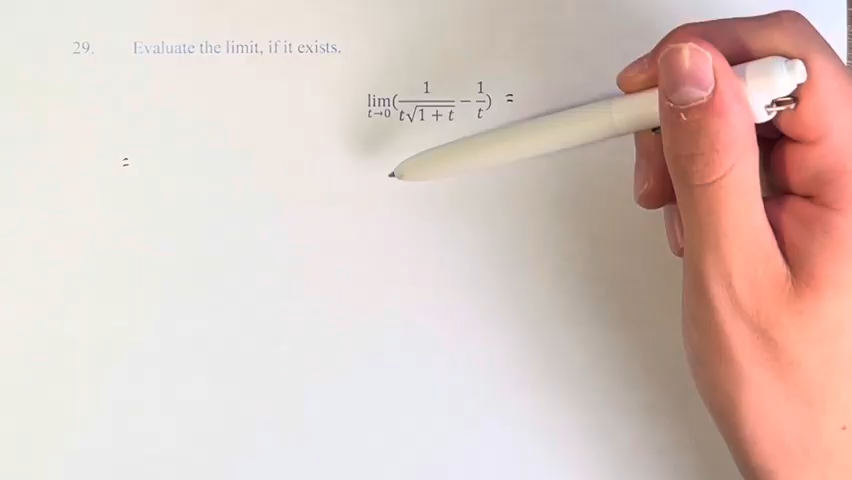 29. Evaluate the limit, if it exists.
lim t→0 (1/(t√(1+t)) − 1/t) =
=